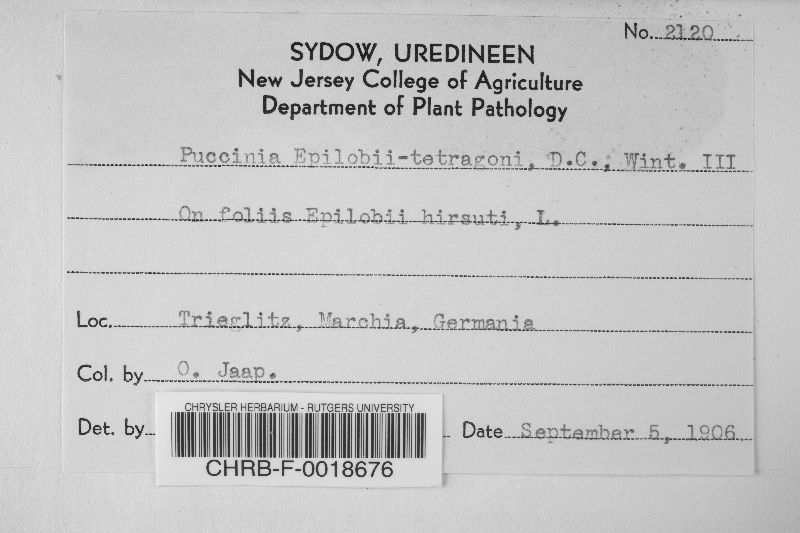 No. 2120
SYDOW, UREDINEEN
New Jersey College of Agriculture
Department of Plant Pathology
Puccinia Epilobii-tetragoni, D.C., Wint. III
On foliis Epilobii hirsuti, L.
Loc. Trieglitz, Marchia, Germania
Col. by O. Jaap.
Det. by
Date September 5, 1906
CHRYSLER HERBARIUM - RUTGERS UNIVERSITY
CHRB-F-0018676